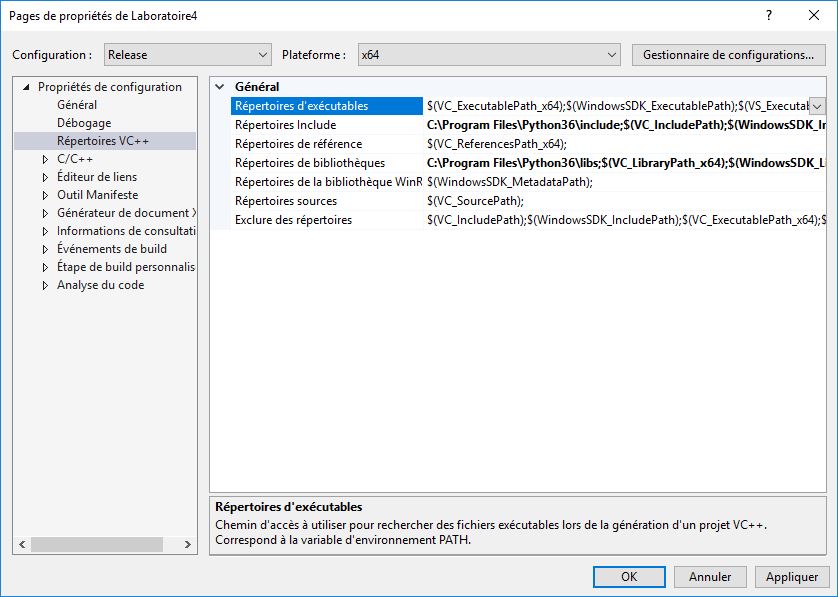 Pages de propriétés de Laboratoire4
Configuration : Release Plateforme : x64 Gestionnaire de configurations...
Propriétés de configuration
Général
Débogage
Répertoires VC++
C/C++
Éditeur de liens
Outil Manifeste
Générateur de document X
Informations de consultati
Événements de build
Étape de build personnalis
Analyse du code
Général
Répertoires d'exécutables $(VC_ExecutablePath_x64);$(WindowsSDK_ExecutablePath);$(VS_Executab
Répertoires Include C:\Program Files\Python36\include;$(VC_IncludePath);$(WindowsSDK_In
Répertoires de référence $(VC_ReferencesPath_x64);
Répertoires de bibliothèques C:\Program Files\Python36\libs;$(VC_LibraryPath_x64);$(WindowsSDK_Li
Répertoires de la bibliothèque WinR $(WindowsSDK_MetadataPath);
Répertoires sources $(VC_SourcePath);
Exclure des répertoires $(VC_IncludePath);$(WindowsSDK_IncludePath);$(VC_ExecutablePath_x64);$
Répertoires d'exécutables
Chemin d'accès à utiliser pour rechercher des fichiers exécutables lors de la génération d'un projet VC++.
Correspond à la variable d'environnement PATH.
OK Annuler Appliquer